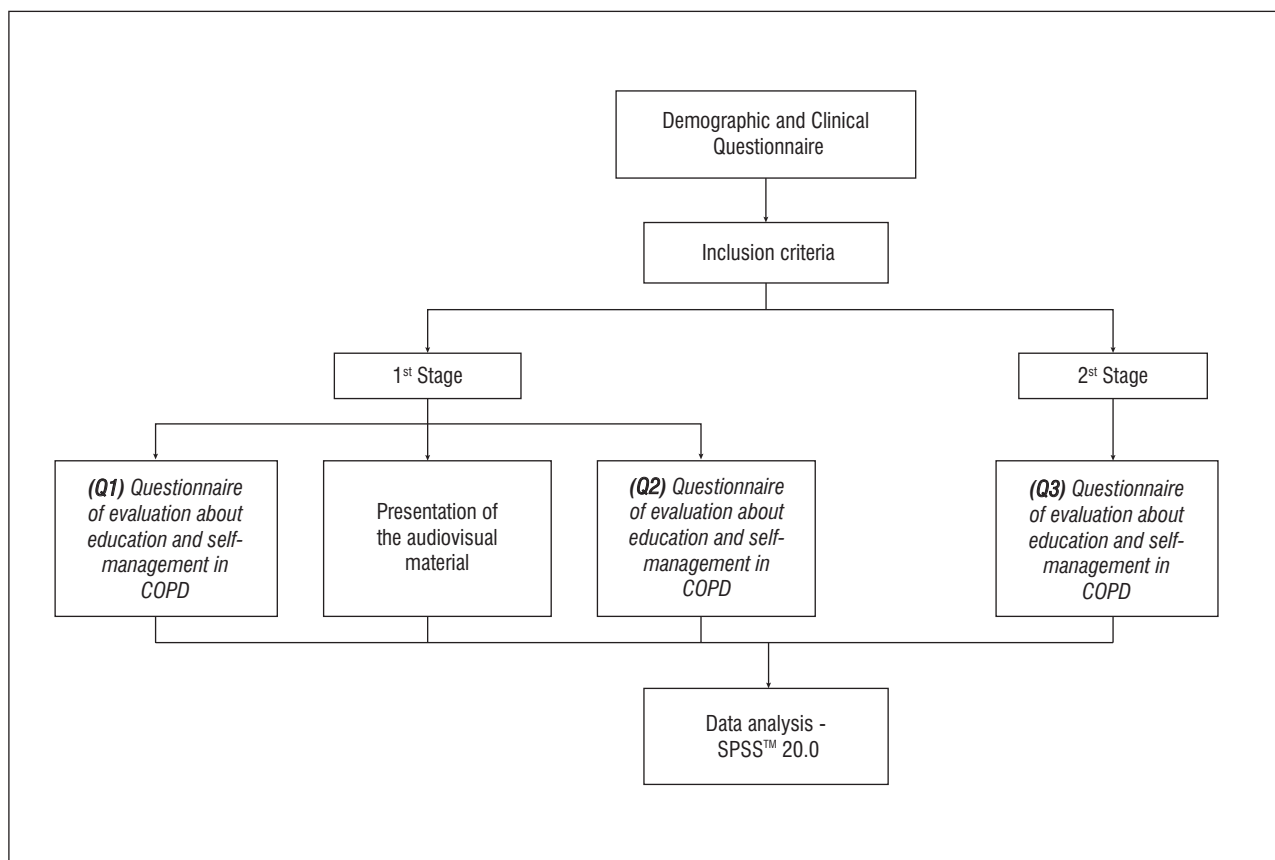 Demographic and Clinical
Questionnaire
Inclusion criteria
1st Stage
2st Stage
(Q1) Questionnaire
of evaluation about
education and self-
management in
COPD
Presentation of
the audiovisual
material
(Q2) Questionnaire
of evaluation about
education and self-
management in
COPD
(Q3) Questionnaire
of evaluation about
education and self-
management in
COPD
Data analysis -
SPSS™ 20.0